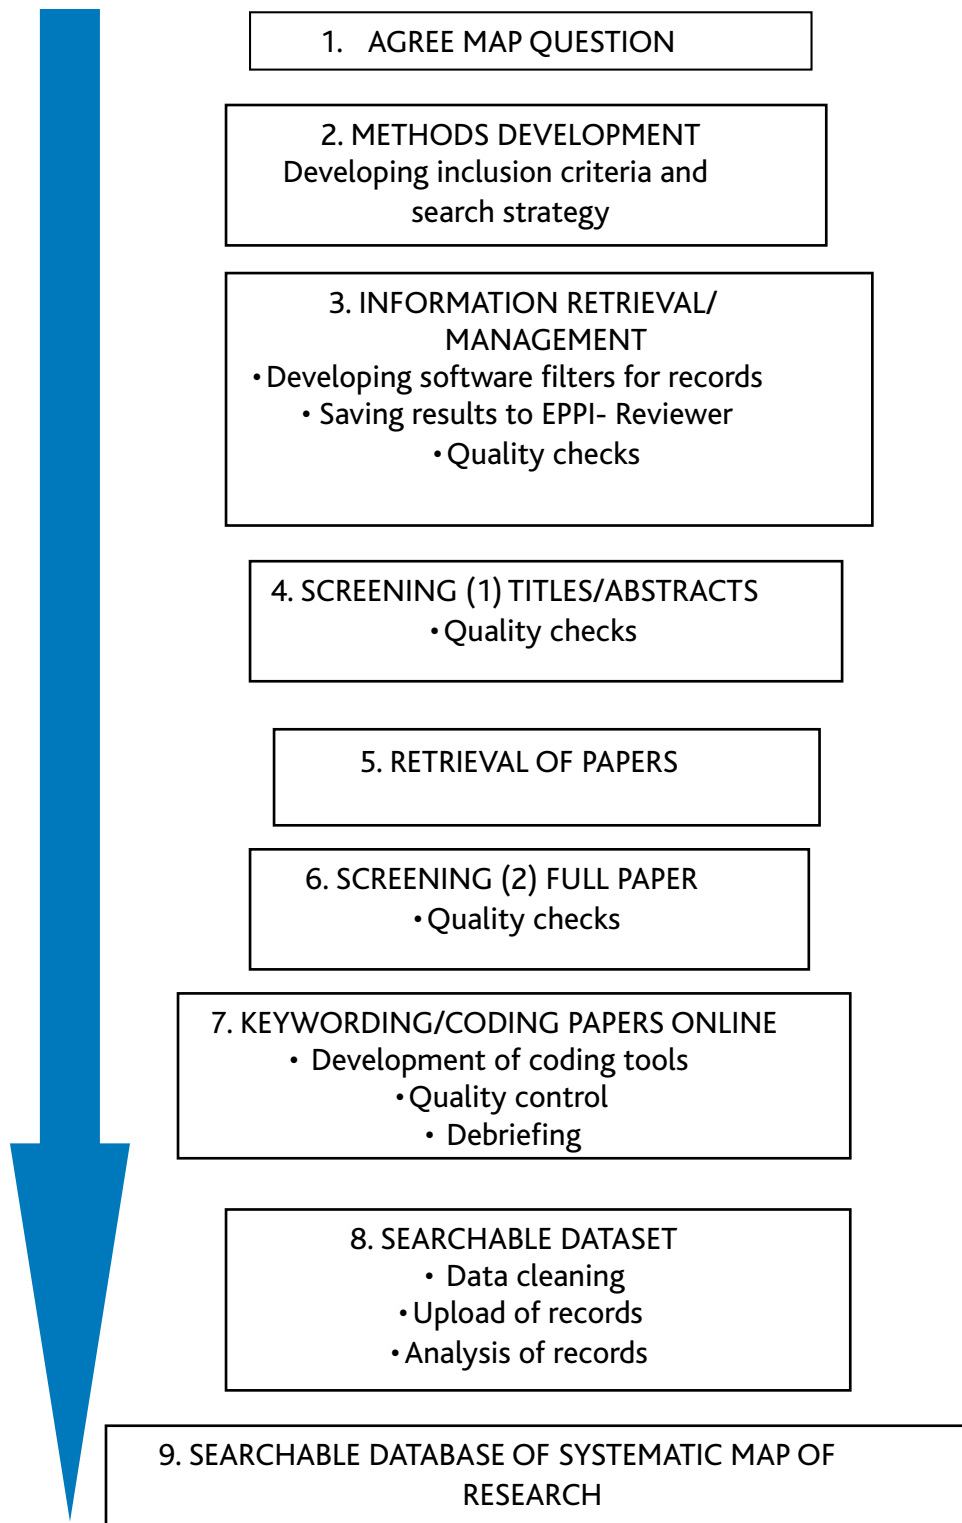 1. AGREE MAP QUESTION
2. METHODS DEVELOPMENT
Developing inclusion criteria and
search strategy
3. INFORMATION RETRIEVAL/
MANAGEMENT
• Developing software filters for records
• Saving results to EPPI- Reviewer
• Quality checks
4. SCREENING (1) TITLES/ABSTRACTS
• Quality checks
5. RETRIEVAL OF PAPERS
6. SCREENING (2) FULL PAPER
• Quality checks
7. KEYWORDING/CODING PAPERS ONLINE
• Development of coding tools
• Quality control
• Debriefing
8. SEARCHABLE DATASET
• Data cleaning
• Upload of records
• Analysis of records
9. SEARCHABLE DATABASE OF SYSTEMATIC MAP OF
RESEARCH